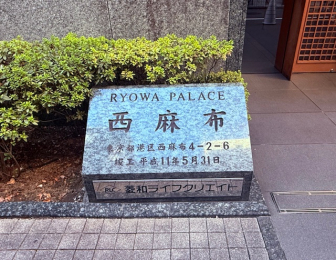 RYOWA PALACE
西麻布
東京都港区西麻布4-2-6
竣工 平成11年5月31日
菱和ライフクリエイト